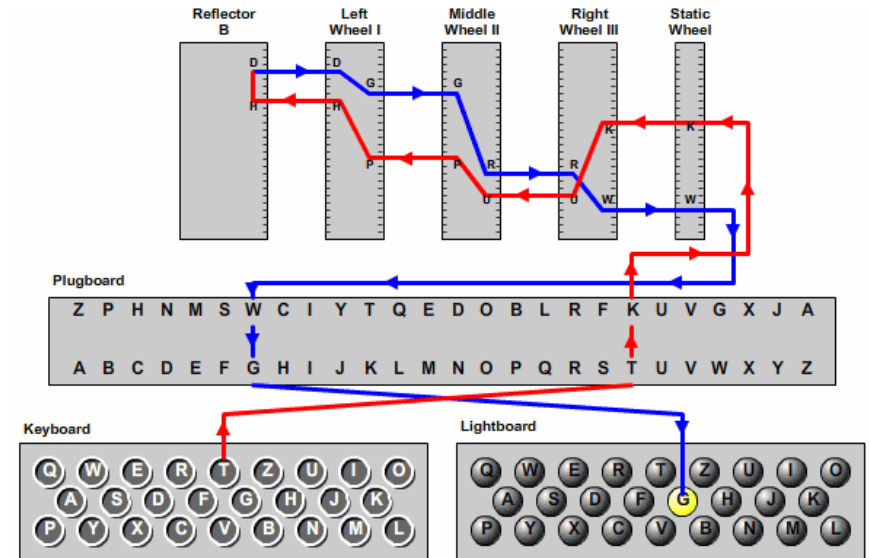 Reflector B
Left Wheel I
Middle Wheel II
Right Wheel III
Static Wheel
D D G G
H H K K
P P R R
U U W W
Plugboard
Z P H N M S W C I Y T Q E D O B L R F K U V G X J A
A B C D E F G H I J K L M N O P Q R S T U V W X Y Z
Keyboard
Q W E R T Z U I O
A S D F G H J K
P Y X C V B N M L
Lightboard
Q W E R T Z U I O
A S D F G H J K
P Y X C V B N M L